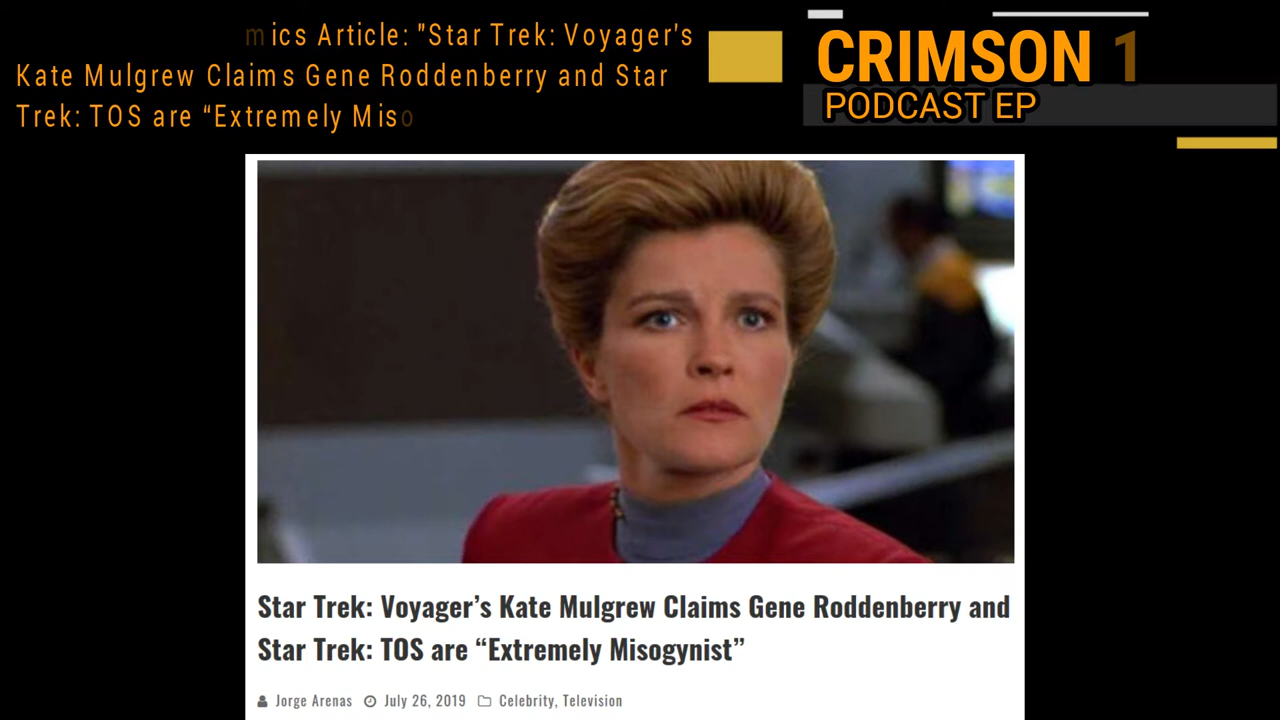 mics Article: "Star Trek: Voyager's
Kate Mulgrew Claims Gene Roddenberry and Star
Trek: TOS are “Extremely Miso
CRIMSON 1
PODCAST EP
Star Trek: Voyager’s Kate Mulgrew Claims Gene Roddenberry and
Star Trek: TOS are “Extremely Misogynist”
Jorge Arenas July 26, 2019 Celebrity, Television